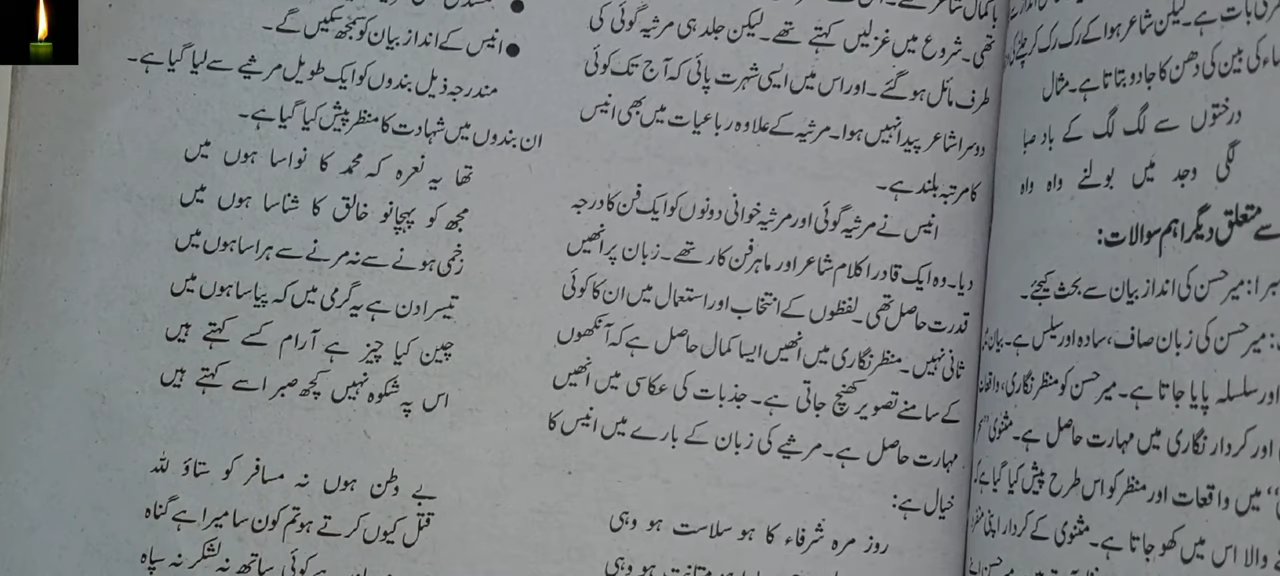 ری بات ہے۔ لیکن شاعر ہوا کے رک رک کر چلنے کی
کی بین کی دھن کا جادو بتاتا ہے۔ مثال
درختوں سے لگ لگ کے باد صبا
لگی وجد میں بولنے واہ واہ
سے متعلق دیگر اہم سوالات:
میر حسن کی انداز بیان سے بحث کیجئے۔
میر حسن کی زبان صاف، سادہ اور سلیس ہے۔
اور سلسلہ پایا جاتا ہے۔ میر حسن کو منظر نگاری،
اور کردار نگاری میں مہارت حاصل ہے۔ مثنوی
میں واقعات اور منظر کو اس طرح پیش کیا گیا ہے
والا اس میں کھو جاتا ہے۔ مثنوی کے کردار اپنی
باکمال شاعر
تھی۔ شروع میں غزلیں کہتے تھے۔ لیکن جلد ہی مرثیہ گوئی کی
طرف مائل ہو گئے۔ اور اس میں ایسی شہرت پائی کہ آج تک کوئی
دوسرا شاعر پیدا نہیں ہوا۔ مرثیہ کے علاوہ رباعیات میں بھی انیس
کا مرتبہ بلند ہے۔
انیس نے مرثیہ گوئی اور مرثیہ خوانی دونوں کو ایک فن کا درجہ
دیا۔ وہ ایک قادر الکلام شاعر اور ماہر فن کار تھے۔ زبان پر انھیں
قدرت حاصل تھی۔ لفظوں کے انتخاب اور استعمال میں ان کا کوئی
ثانی نہیں۔ منظر نگاری میں انھیں ایسا کمال حاصل ہے کہ آنکھوں
کے سامنے تصویر کھنچ جاتی ہے۔ جذبات کی عکاسی میں انھیں
مہارت حاصل ہے۔ مرثیے کی زبان کے بارے میں انیس کا
خیال ہے:
روز مرہ شرفاء کا ہو سلاست ہو وہی
متانت ہو وہی
● انیس کے انداز بیان کو سمجھ سکیں گے۔
مندرجہ ذیل بندوں کو ایک طویل مرثیے سے لیا گیا ہے۔
ان بندوں میں شہادت کا منظر پیش کیا گیا ہے۔
تھا یہ نعرہ کہ محمد کا نواسا ہوں میں
مجھ کو پہچانو خالق کا شناسا ہوں میں
زخمی ہونے سے نہ مرنے سے ہراسا ہوں میں
تیسرا دن ہے یہ گرمی میں کہ پیاسا ہوں میں
چین کیا چیز ہے آرام کسے کہتے ہیں
اس پہ شکوہ نہیں کچھ صبر اسے کہتے ہیں
بے وطن ہوں نہ مسافر کو ستاؤ للہ
قتل کیوں کرتے ہو تم کون سا میرا ہے گناہ
ہے کوئی ساتھ نہ لشکر نہ سپاہ